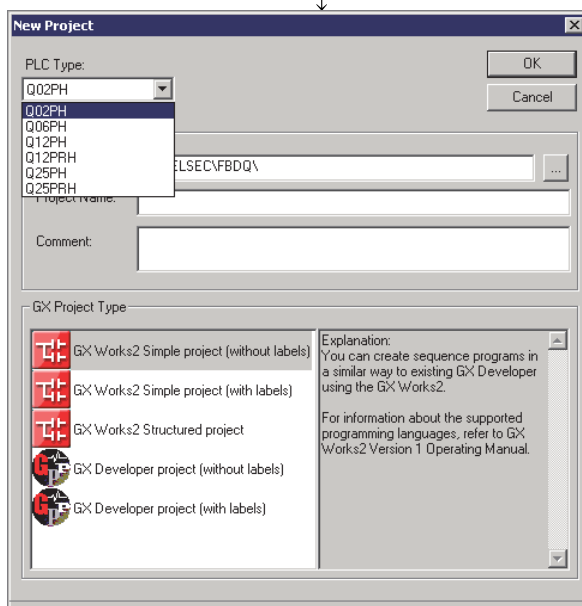 New Project
PLC Type:
OK
Q02PH
Cancel
Q02PH
Q06PH
Q12PH
Q12PRH
Q25PH
Q25PRH
ELSEC\FBDQ\
...
Project Name:
Comment:
GX Project Type
GX Works2 Simple project (without labels)
GX Works2 Simple project (with labels)
GX Works2 Structured project
GX Developer project (without labels)
GX Developer project (with labels)
Explanation:
You can create sequence programs in
a similar way to existing GX Developer
using the GX Works2.
For information about the supported
programming languages, refer to GX
Works2 Version 1 Operating Manual.